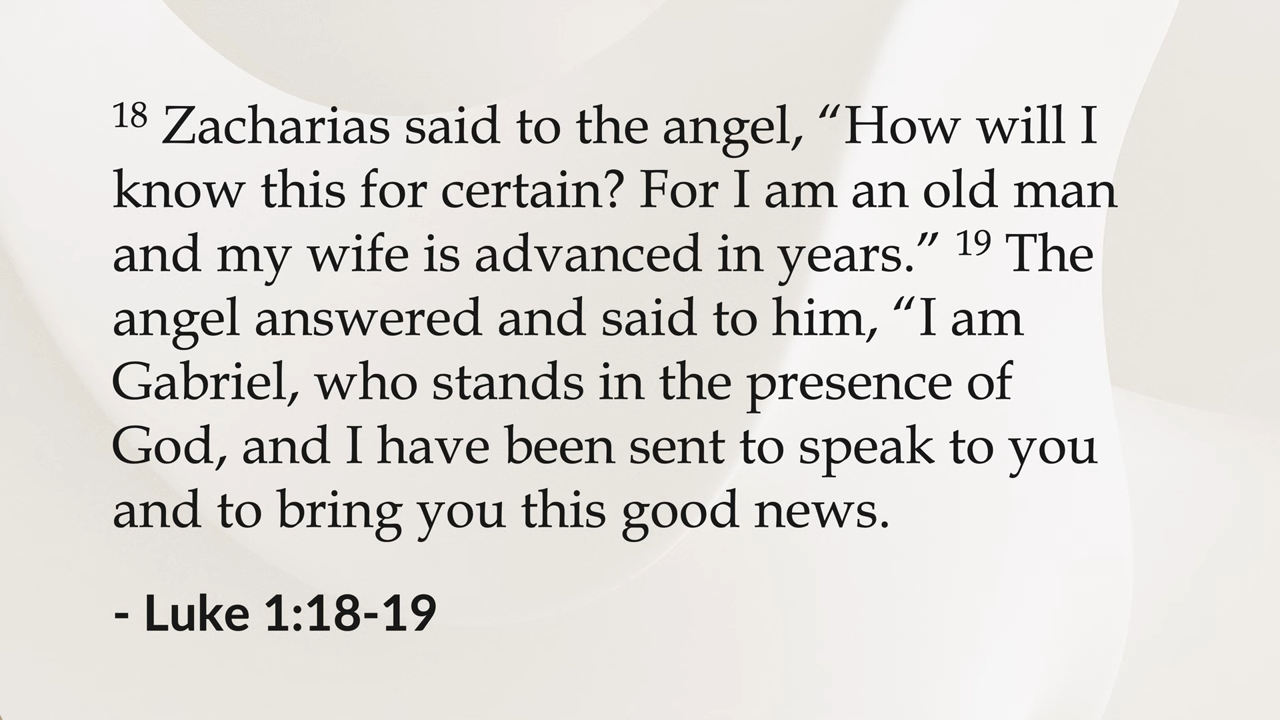 18 Zacharias said to the angel, “How will I
know this for certain? For I am an old man
and my wife is advanced in years.” 19 The
angel answered and said to him, “I am
Gabriel, who stands in the presence of
God, and I have been sent to speak to you
and to bring you this good news.
- Luke 1:18-19